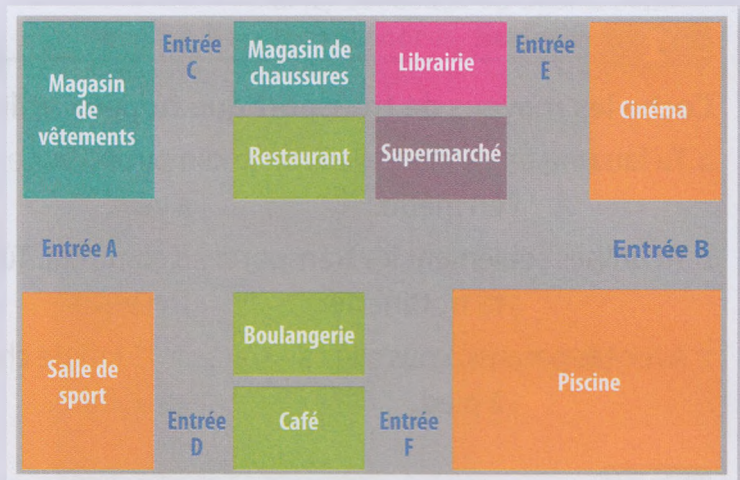 Magasin
de
vêtements
Entrée
C
Magasin de
chaussures
Librairie
Entrée
E
Cinéma
Restaurant
Supermarché
Entrée A
Entrée B
Salle de
sport
Entrée
D
Boulangerie
Café
Entrée
F
Piscine